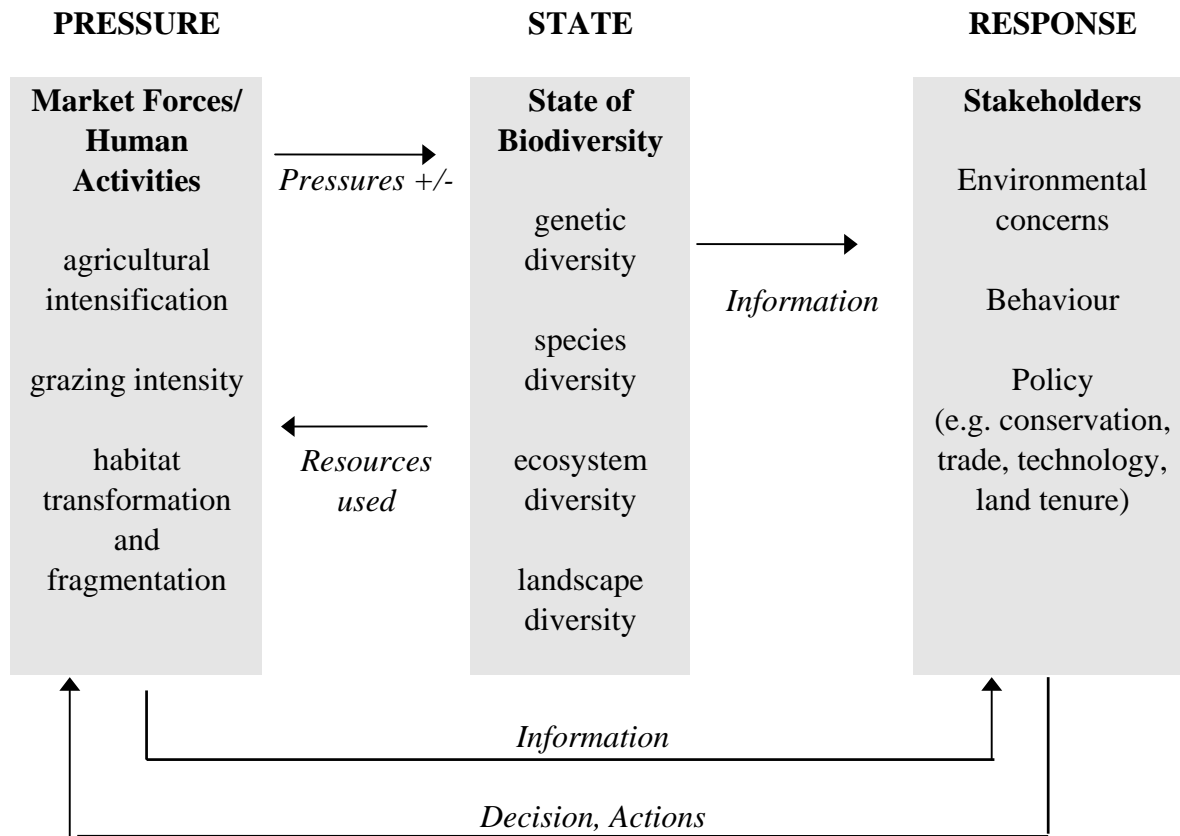 PRESSURE
STATE
RESPONSE
Market Forces/
Human
Activities
agricultural
intensification
grazing intensity
habitat
transformation
and
fragmentation
Pressures +/-
Resources
used
State of
Biodiversity
genetic
diversity
species
diversity
ecosystem
diversity
landscape
diversity
Information
Stakeholders
Environmental
concerns
Behaviour
Policy
(e.g. conservation,
trade, technology,
land tenure)
Information
Decision, Actions